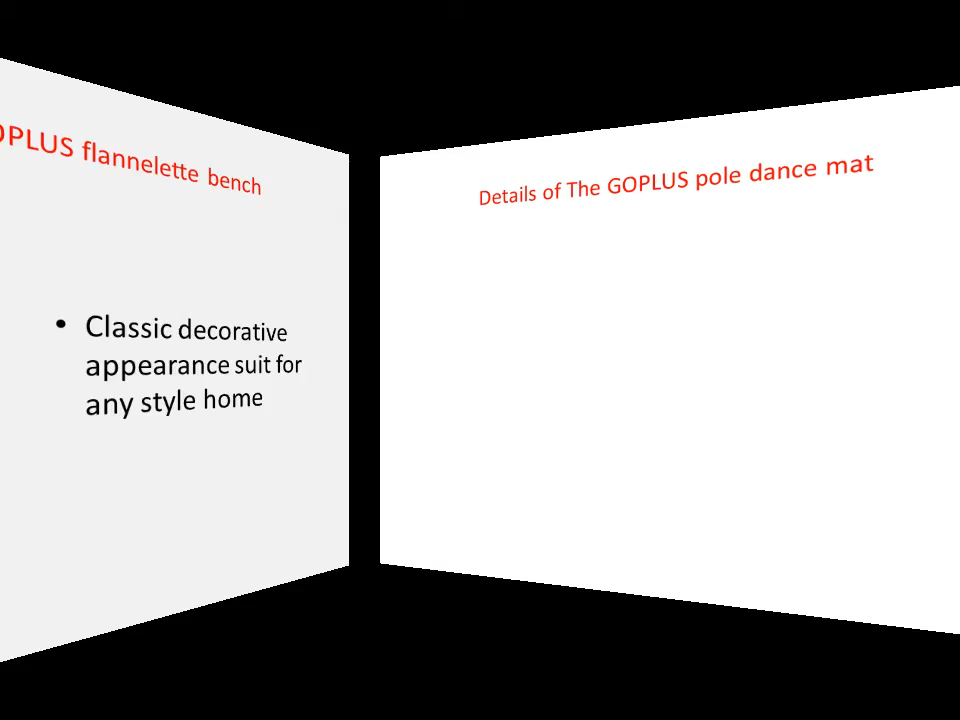 OPLUS flannelette bench
• Classic decorative
appearance suit for
any style home
Details of The GOPLUS pole dance mat